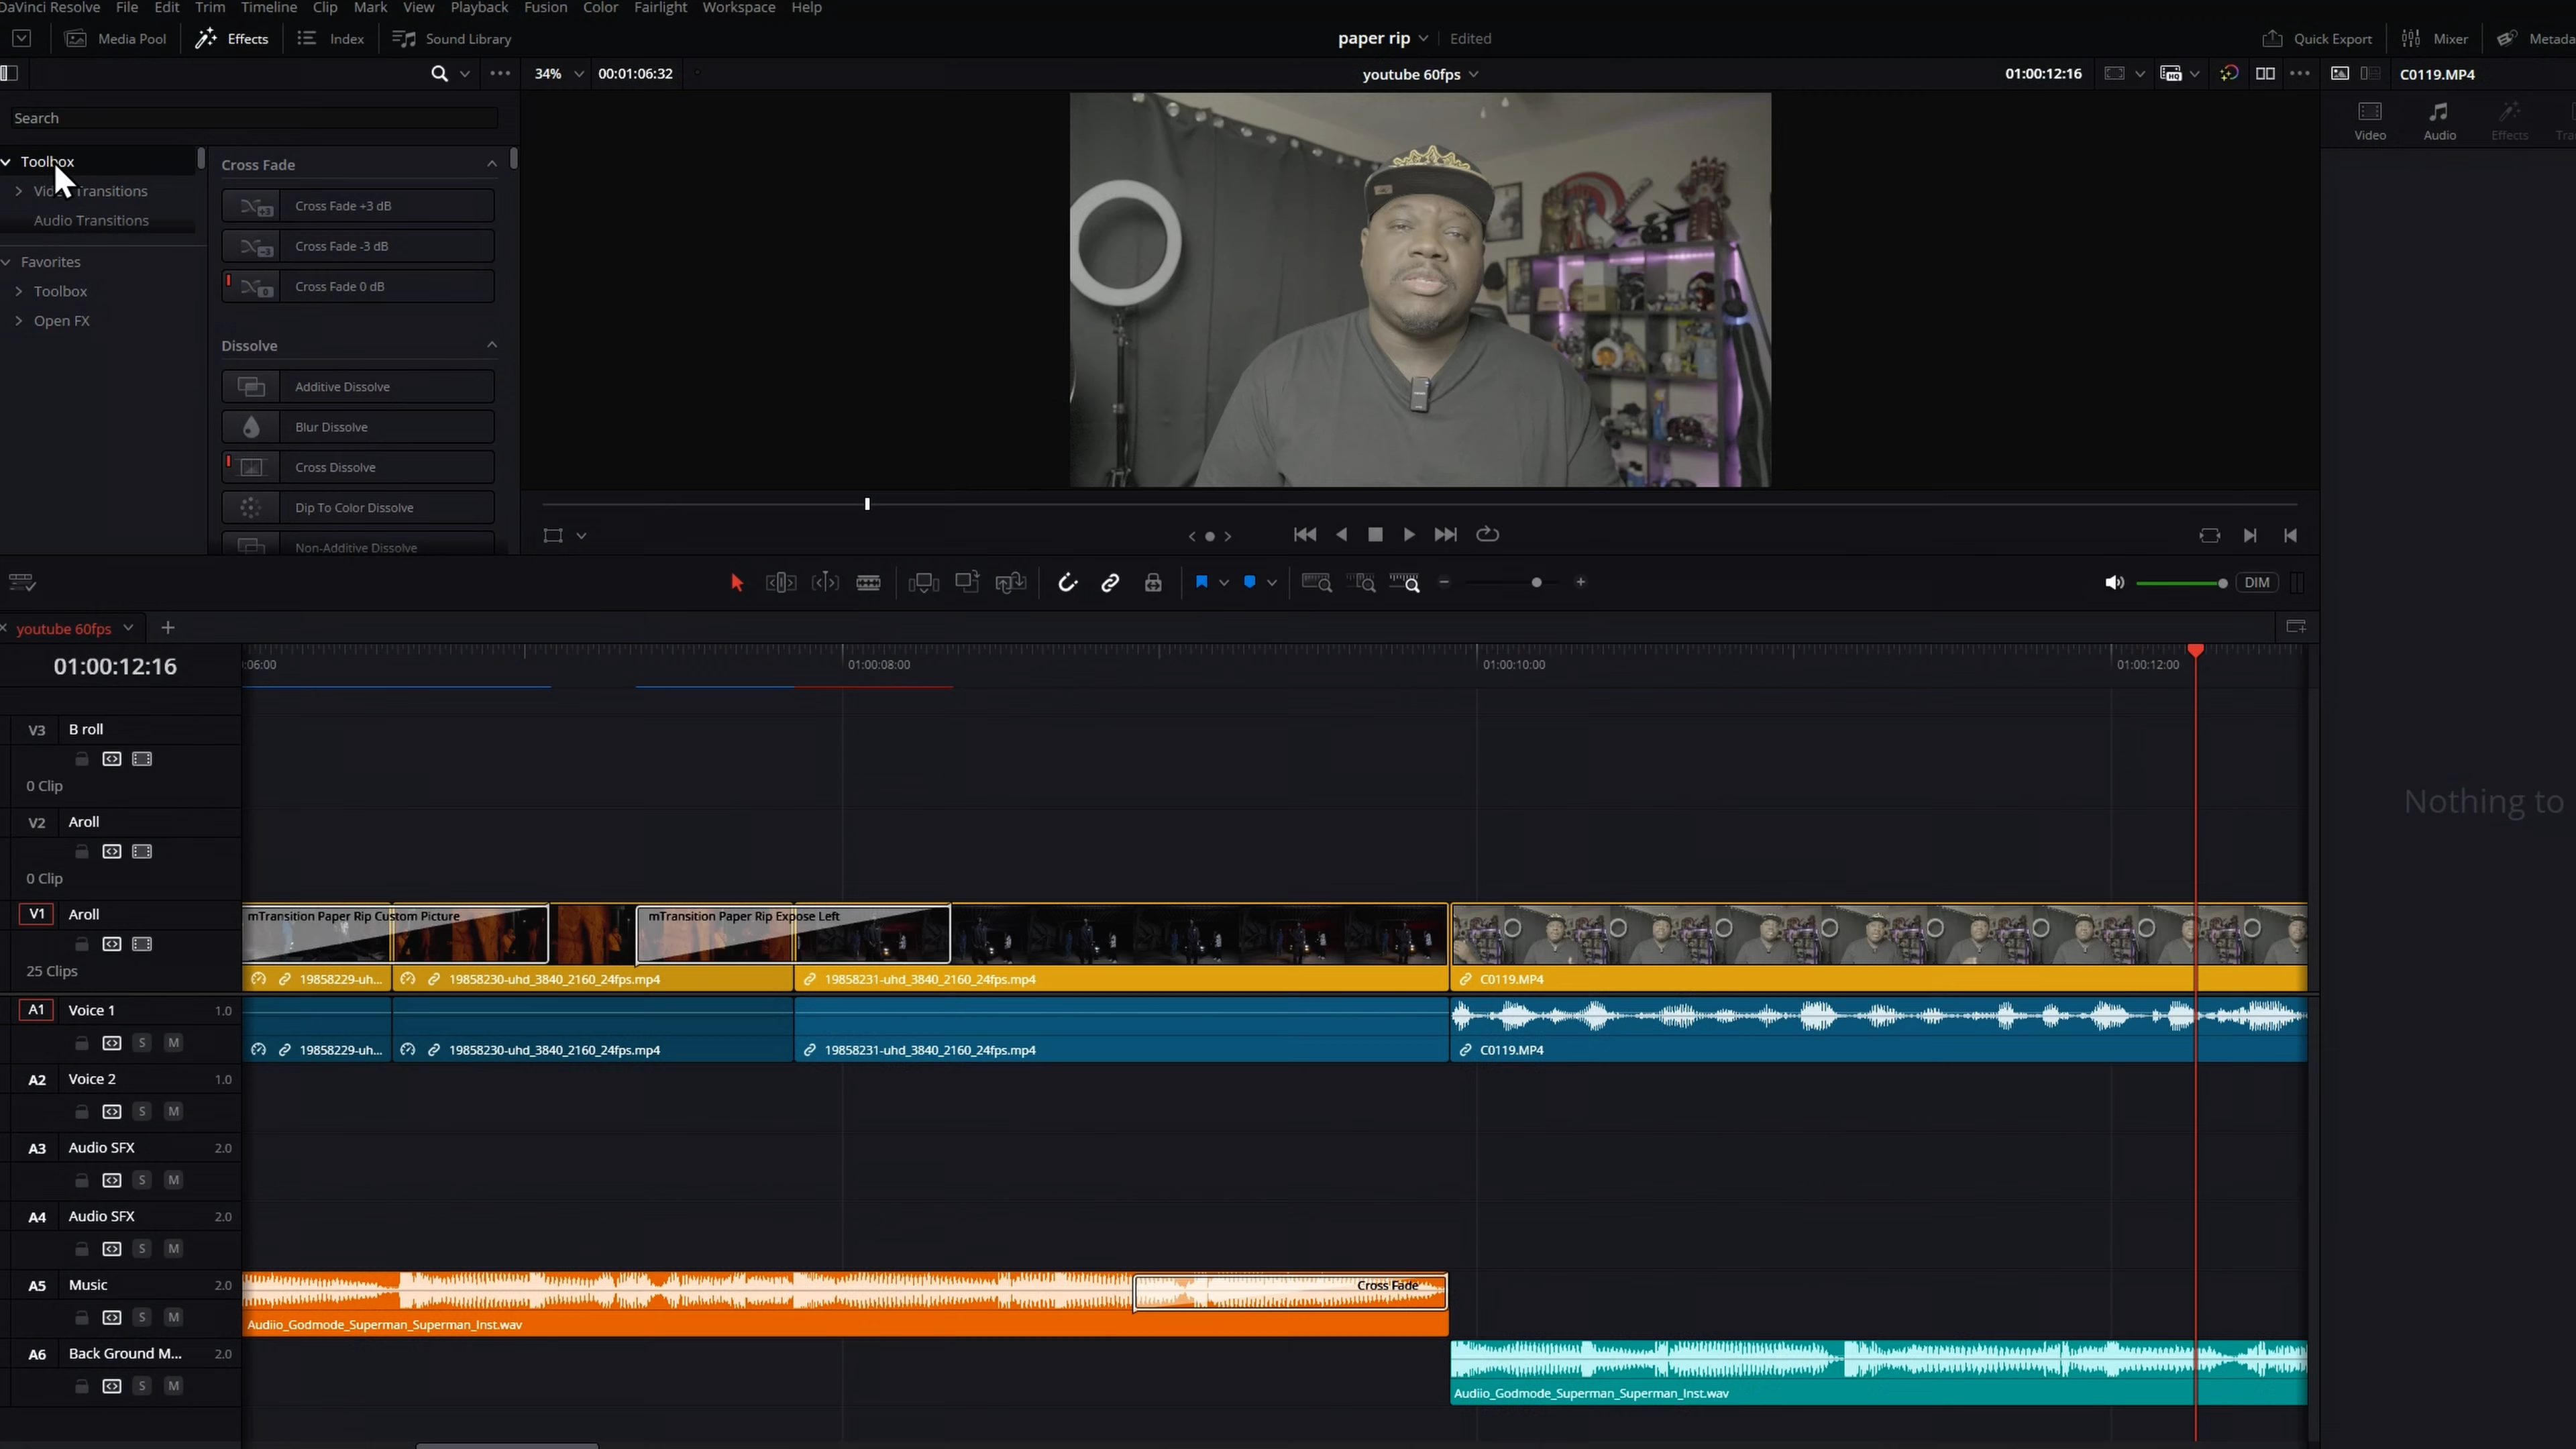 DaVinci Resolve File Edit Trim Timeline Clip Mark View Playback Fusion Color Fairlight Workspace Help
Media Pool Effects Index Sound Library paper rip Edited Quick Export Mixer
34% 00:01:06:32 youtube 60fps 01:00:12:16 C0119.MP4
Search
Video Audio Effects
Toolbox
Video Transitions
Audio Transitions
Favorites
Toolbox
Open FX
Cross Fade
Cross Fade +3 dB
Cross Fade -3 dB
Cross Fade 0 dB
Dissolve
Additive Dissolve
Blur Dissolve
Cross Dissolve
Dip To Color Dissolve
Non-Additive Dissolve
DIM
youtube 60fps
01:00:12:16 :06:00 01:00:08:00 01:00:10:00 01:00:12:00
V3 B roll
0 Clip
Nothing to
V2 Aroll
0 Clip
V1 Aroll mTransition Paper Rip Custom Picture mTransition Paper Rip Expose Left
25 Clips 19858229-uh... 19858230-uhd_3840_2160_24fps.mp4 19858231-uhd_3840_2160_24fps.mp4 C0119.MP4
A1 Voice 1 1.0
S M 19858229-uh... 19858230-uhd_3840_2160_24fps.mp4 19858231-uhd_3840_2160_24fps.mp4 C0119.MP4
A2 Voice 2 1.0
S M
A3 Audio SFX 2.0
S M
A4 Audio SFX 2.0
S M
A5 Music 2.0 Cross Fade
S M Audiio_Godmode_Superman_Superman_Inst.wav
A6 Back Ground M... 2.0
S M Audiio_Godmode_Superman_Superman_Inst.wav